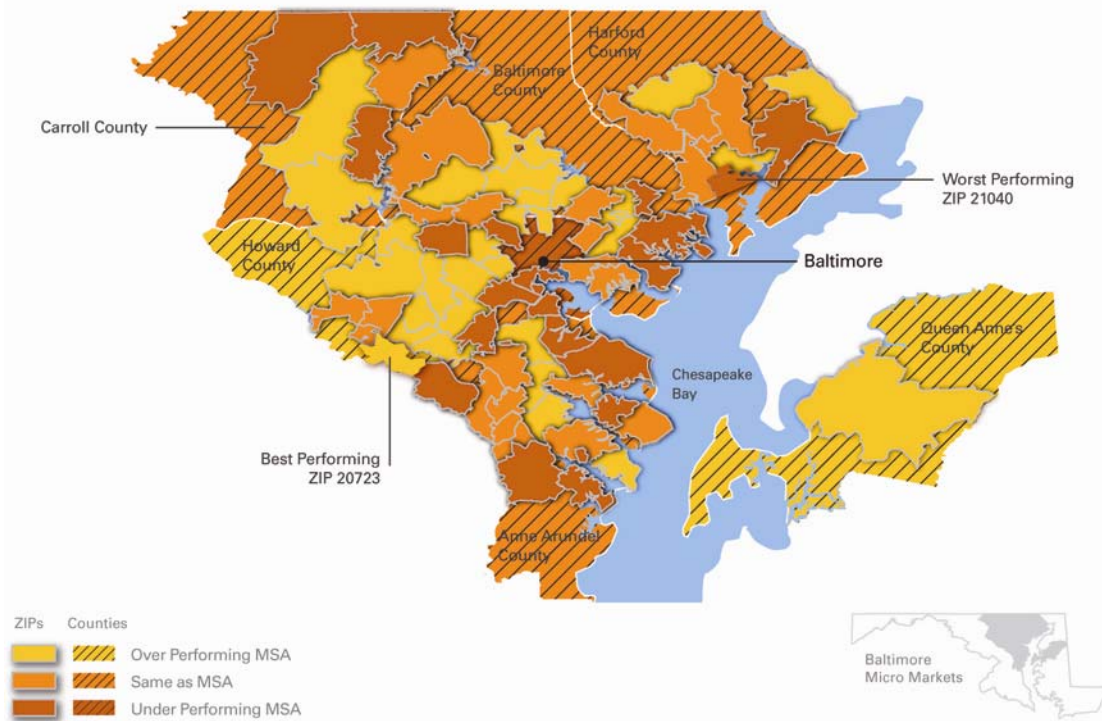 Harford
County
Baltimore
County
Carroll County
Worst Performing
ZIP 21040
Howard
County
Baltimore
Queen Anne's
County
Chesapeake
Bay
Best Performing
ZIP 20723
Anne Arundel
County
ZIPs Counties
Over Performing MSA
Same as MSA
Under Performing MSA
Baltimore
Micro Markets